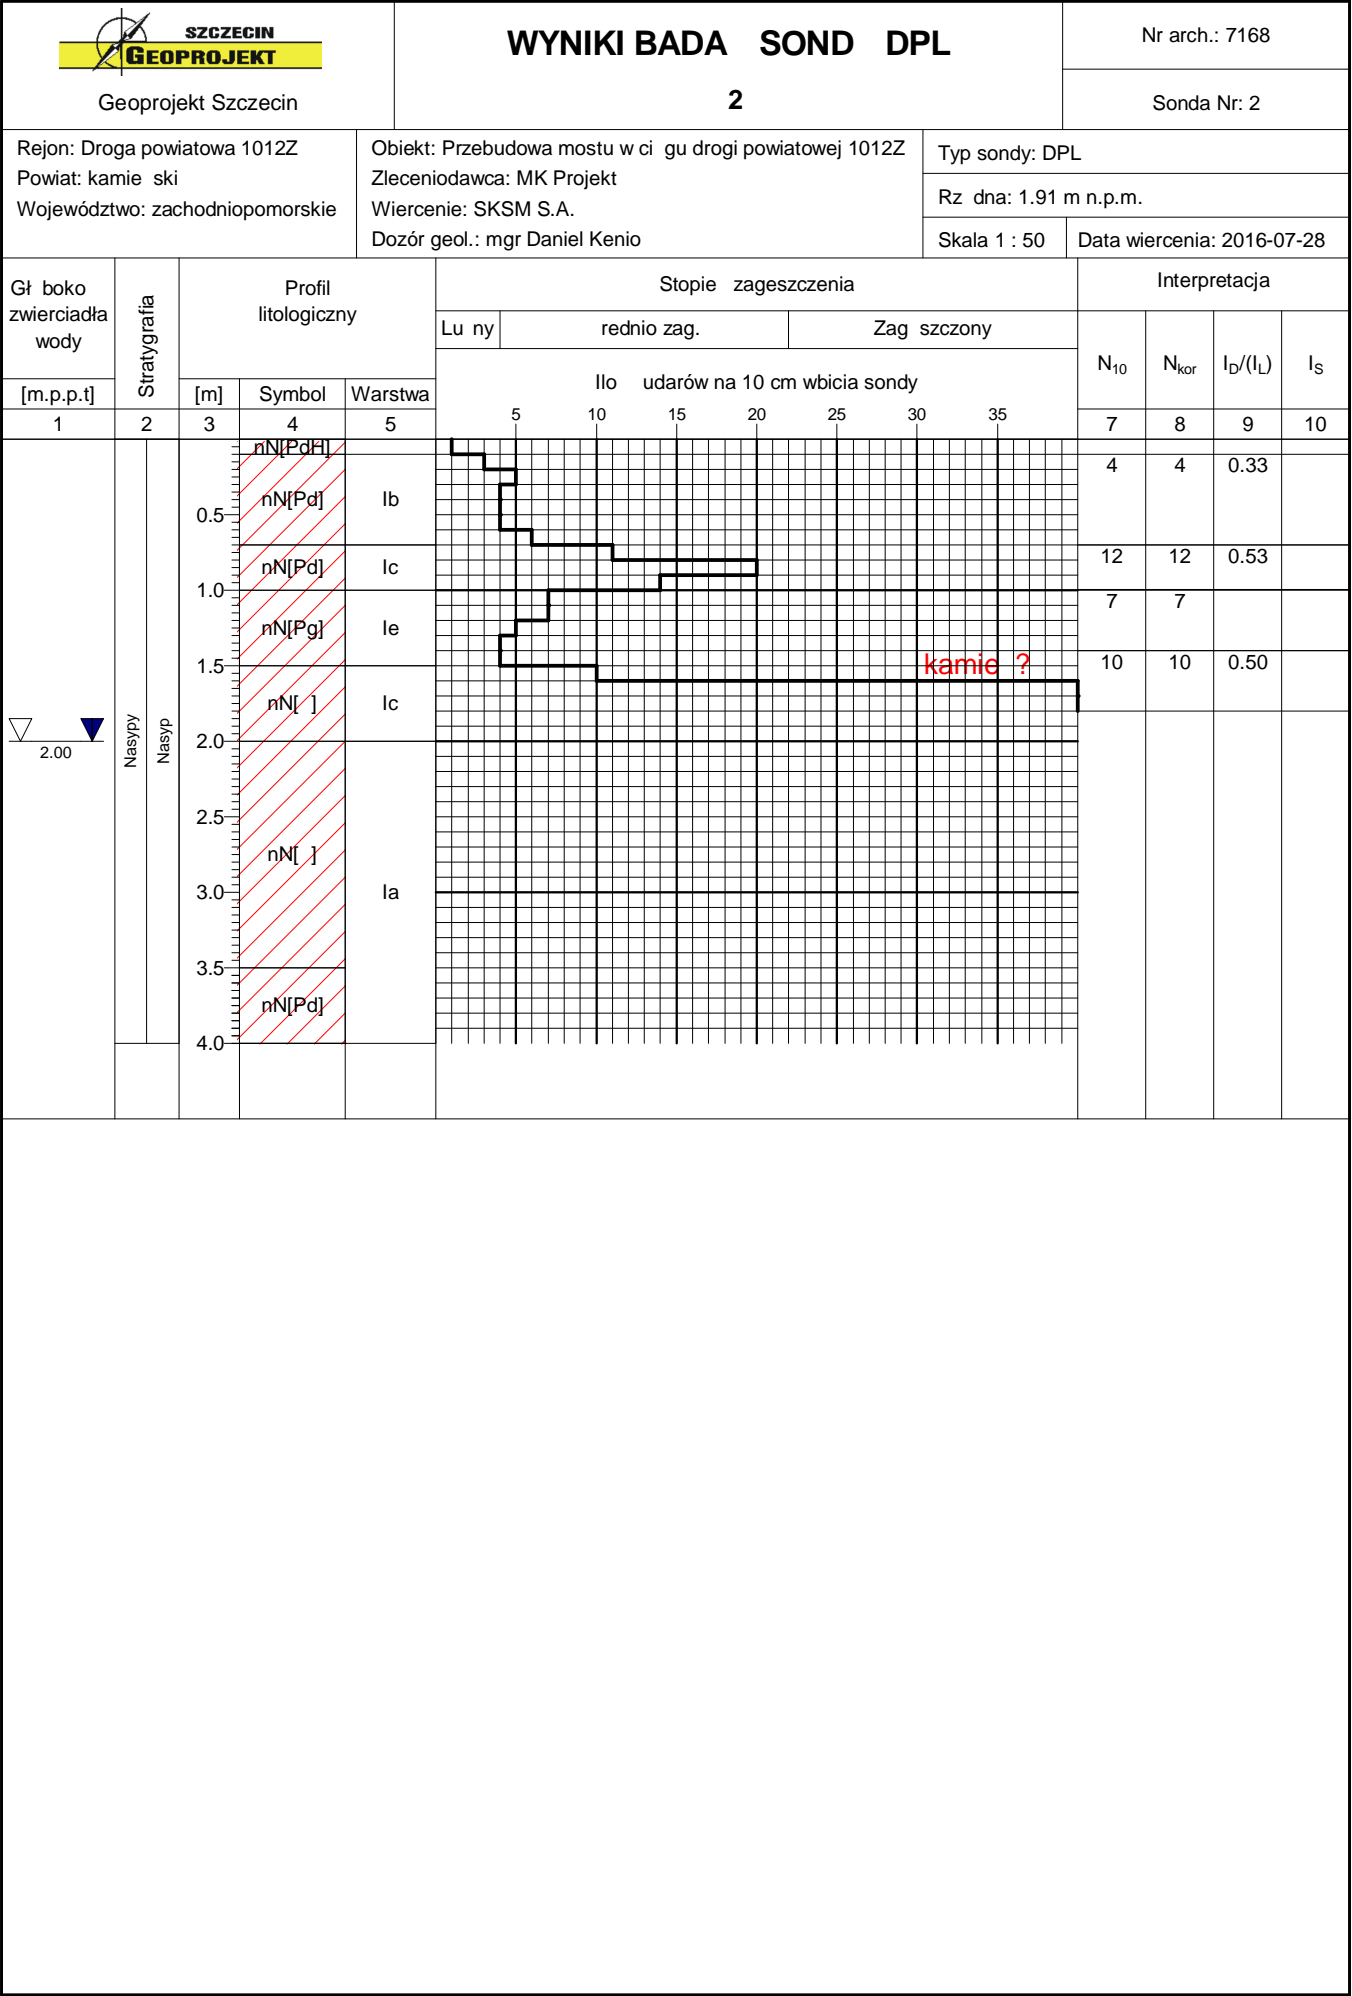 SZCZECIN
GEOPROJEKT
Geoprojekt Szczecin
WYNIKI BADA SOND DPL
2
Nr arch.: 7168
Sonda Nr: 2
Rejon: Droga powiatowa 1012Z
Powiat: kamie ski
Województwo: zachodniopomorskie
Obiekt: Przebudowa mostu w ci gu drogi powiatowej 1012Z
Zleceniodawca: MK Projekt
Wiercenie: SKSM S.A.
Dozór geol.: mgr Daniel Kenio
Typ sondy: DPL
Rz dna: 1.91 m n.p.m.
Skala 1 : 50
Data wiercenia: 2016-07-28
Gł boko
zwierciadła
wody
[m.p.p.t]
Stratygrafia
Profil
litologiczny
[m]
Symbol
Warstwa
Stopie zageszczenia
Lu ny
rednio zag.
Zag szczony
Ilo udarów na 10 cm wbicia sondy
5 10 15 20 25 30 35
Interpretacja
N10
Nkor
ID/(IL)
IS
1 2 3 4 5 7 8 9 10
nN[PdH]
4 4 0.33
nN[Pd] Ib
0.5
12 12 0.53
nN[Pd] Ic
1.0
7 7
nN[Pg] Ie
1.5
kamie ?
10 10 0.50
nN[ ] Ic
2.00
Nasypy
Nasyp
2.0
2.5
nN[ ]
3.0
Ia
3.5
nN[Pd]
4.0